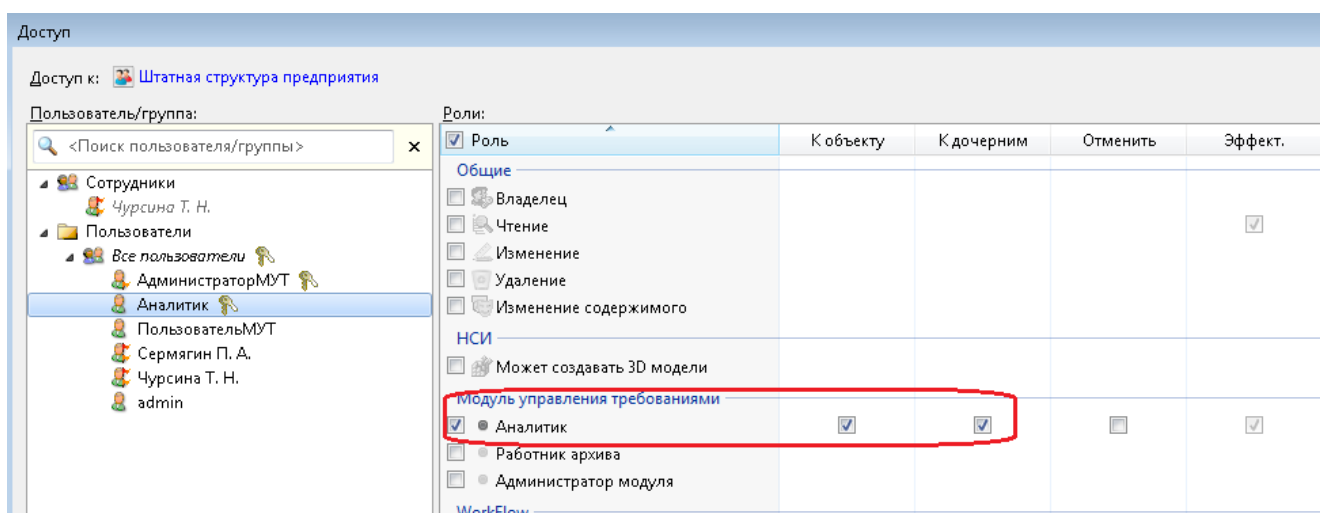 Доступ
Доступ к: Штатная структура предприятия
Пользователь/группа:
<Поиск пользователя/группы>
Сотрудники
Чурсина Т. Н.
Пользователи
Все пользователи
АдминистраторМУТ
Аналитик
ПользовательМУТ
Сермягин П. А.
Чурсина Т. Н.
admin
Роли:
Роль К объекту К дочерним Отменить Эффект.
Общие
Владелец
Чтение
Изменение
Удаление
Изменение содержимого
НСИ
Может создавать 3D модели
Модуль управления требованиями
Аналитик
Работник архива
Администратор модуля
WorkFlow